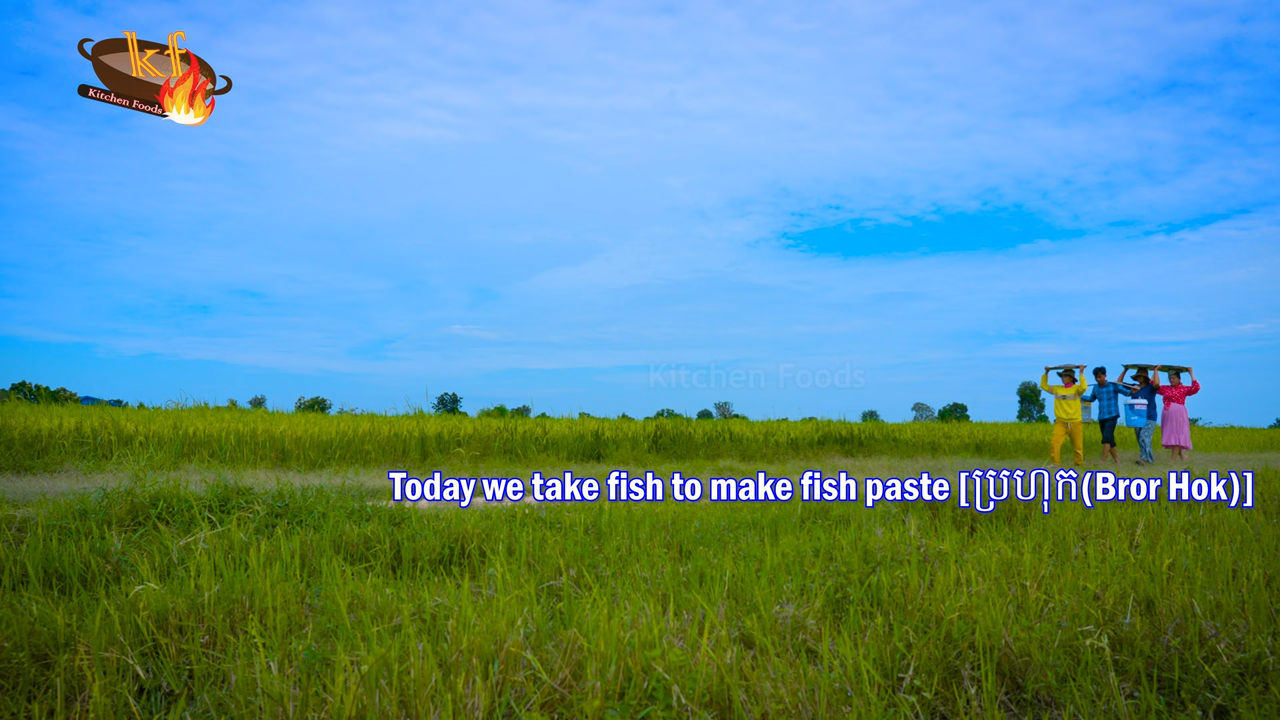 kf
Kitchen Foods
Kitchen Foods
Today we take fish to make fish paste [ប្រហុក(Bror Hok)]